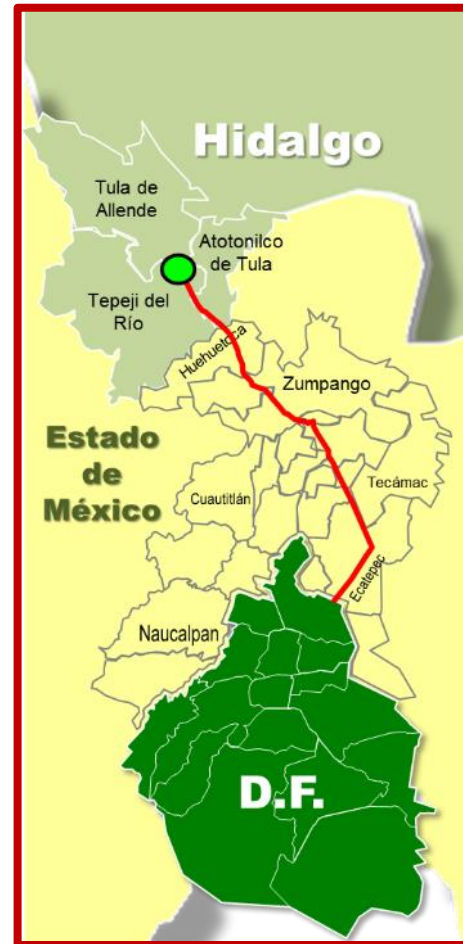 Hidalgo
Tula de
Allende
Atotonilco
de Tula
Tepeji del
Río
Huehuetoca
Zumpango
Estado
de
México
Cuautitlán
Tecámac
Ecatepec
Naucalpan
D.F.